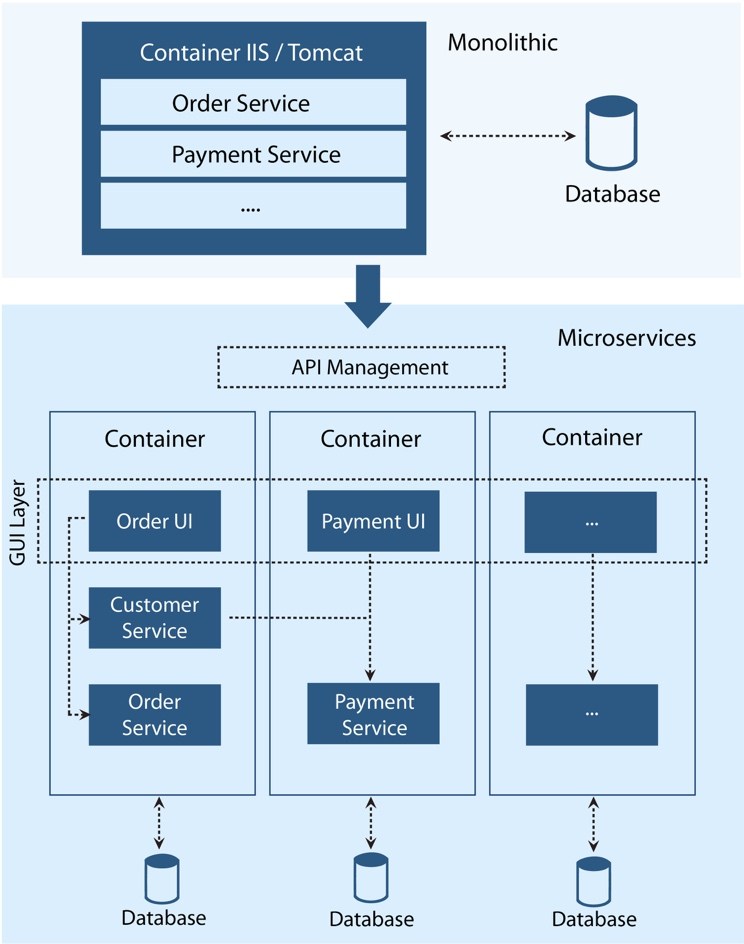 Container IIS / Tomcat
Monolithic
Order Service
Payment Service
....
Database
Microservices
API Management
Container
Container
Container
GUI Layer
Order UI
Payment UI
...
Customer
Service
Order
Service
Payment
Service
...
Database
Database
Database